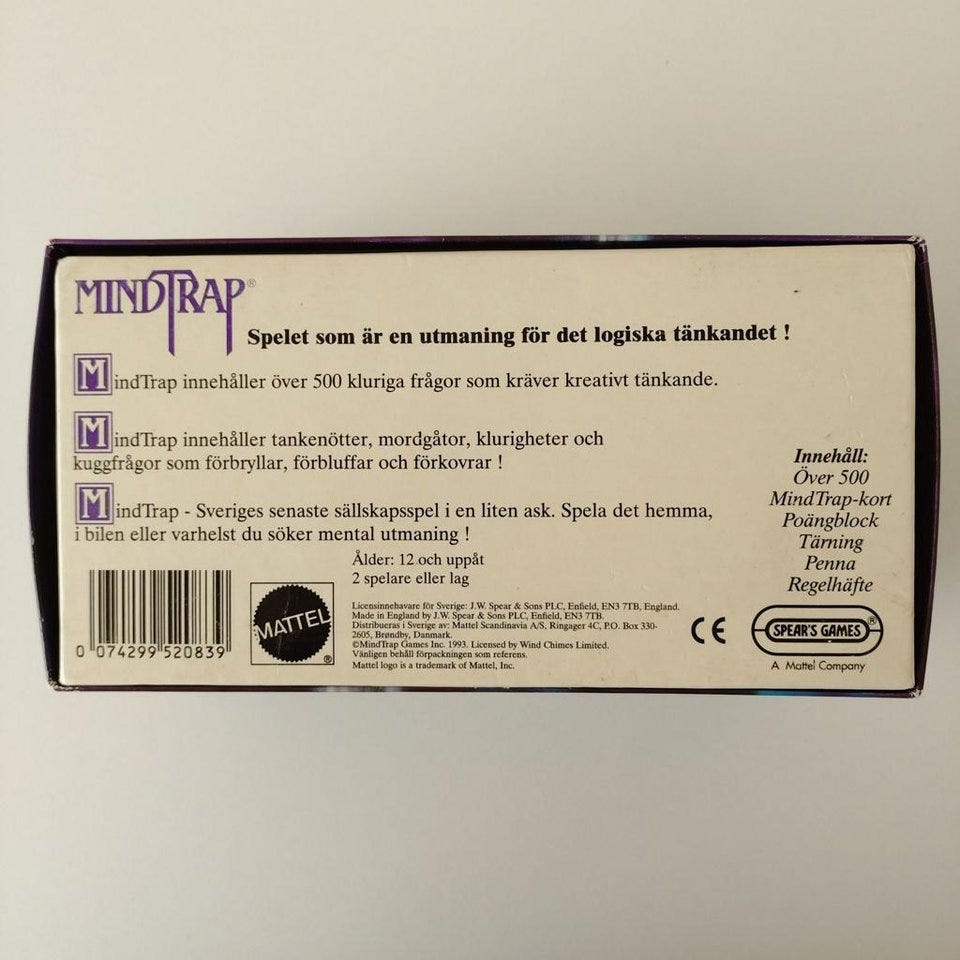 MINDTRAP®
Spelet som är en utmaning för det logiska tänkandet !
MindTrap innehåller över 500 kluriga frågor som kräver kreativt tänkande.
MindTrap innehåller tankenötter, mordgåtor, klurigheter och
kuggfrågor som förbryllar, förbluffar och förkovrar !
MindTrap - Sveriges senaste sällskapsspel i en liten ask. Spela det hemma,
i bilen eller varhelst du söker mental utmaning !
Innehåll:
Över 500
MindTrap-kort
Poängblock
Tärning
Penna
Regelhäfte
Ålder: 12 och uppåt
2 spelare eller lag
0 074299 520839
MATTEL®
Licensinnehavare för Sverige: J.W. Spear & Sons PLC, Enfield, EN3 7TB, England.
Made in England by J.W. Spear & Sons PLC, Enfield, EN3 7TB.
Distribueras i Sverige av: Mattel Scandinavia A/S, Ringager 4C, P.O. Box 330-
2605, Brøndby, Danmark.
©MindTrap Games Inc. 1993. Licensed by Wind Chimes Limited.
Vänligen behåll förpackningen som referens.
Mattel logo is a trademark of Mattel, Inc.
CE
SPEAR'S GAMES®
A Mattel Company